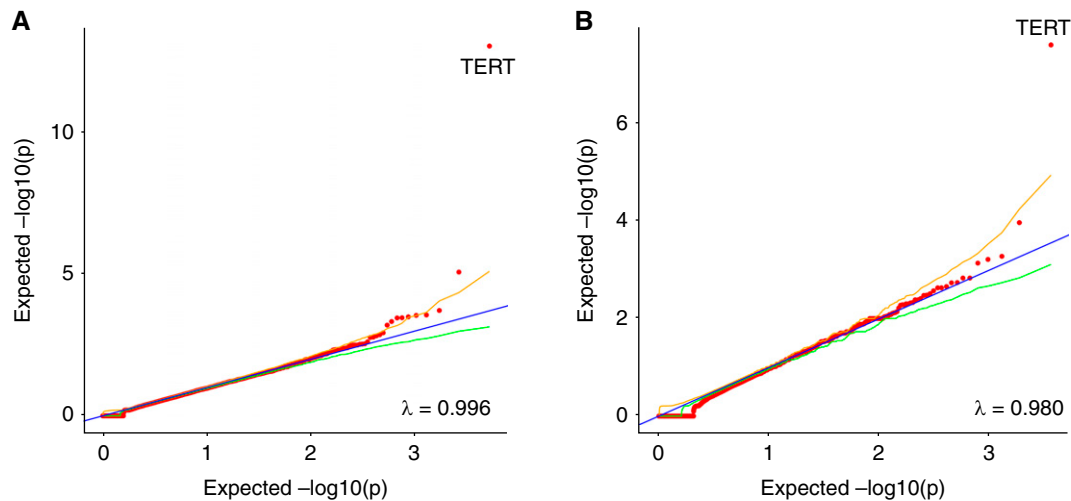 A
TERT
10
5
0
Expected –log10(p)
λ = 0.996
0 1 2 3
Expected –log10(p)
B
TERT
6
4
2
0
Expected –log10(p)
λ = 0.980
0 1 2 3
Expected –log10(p)